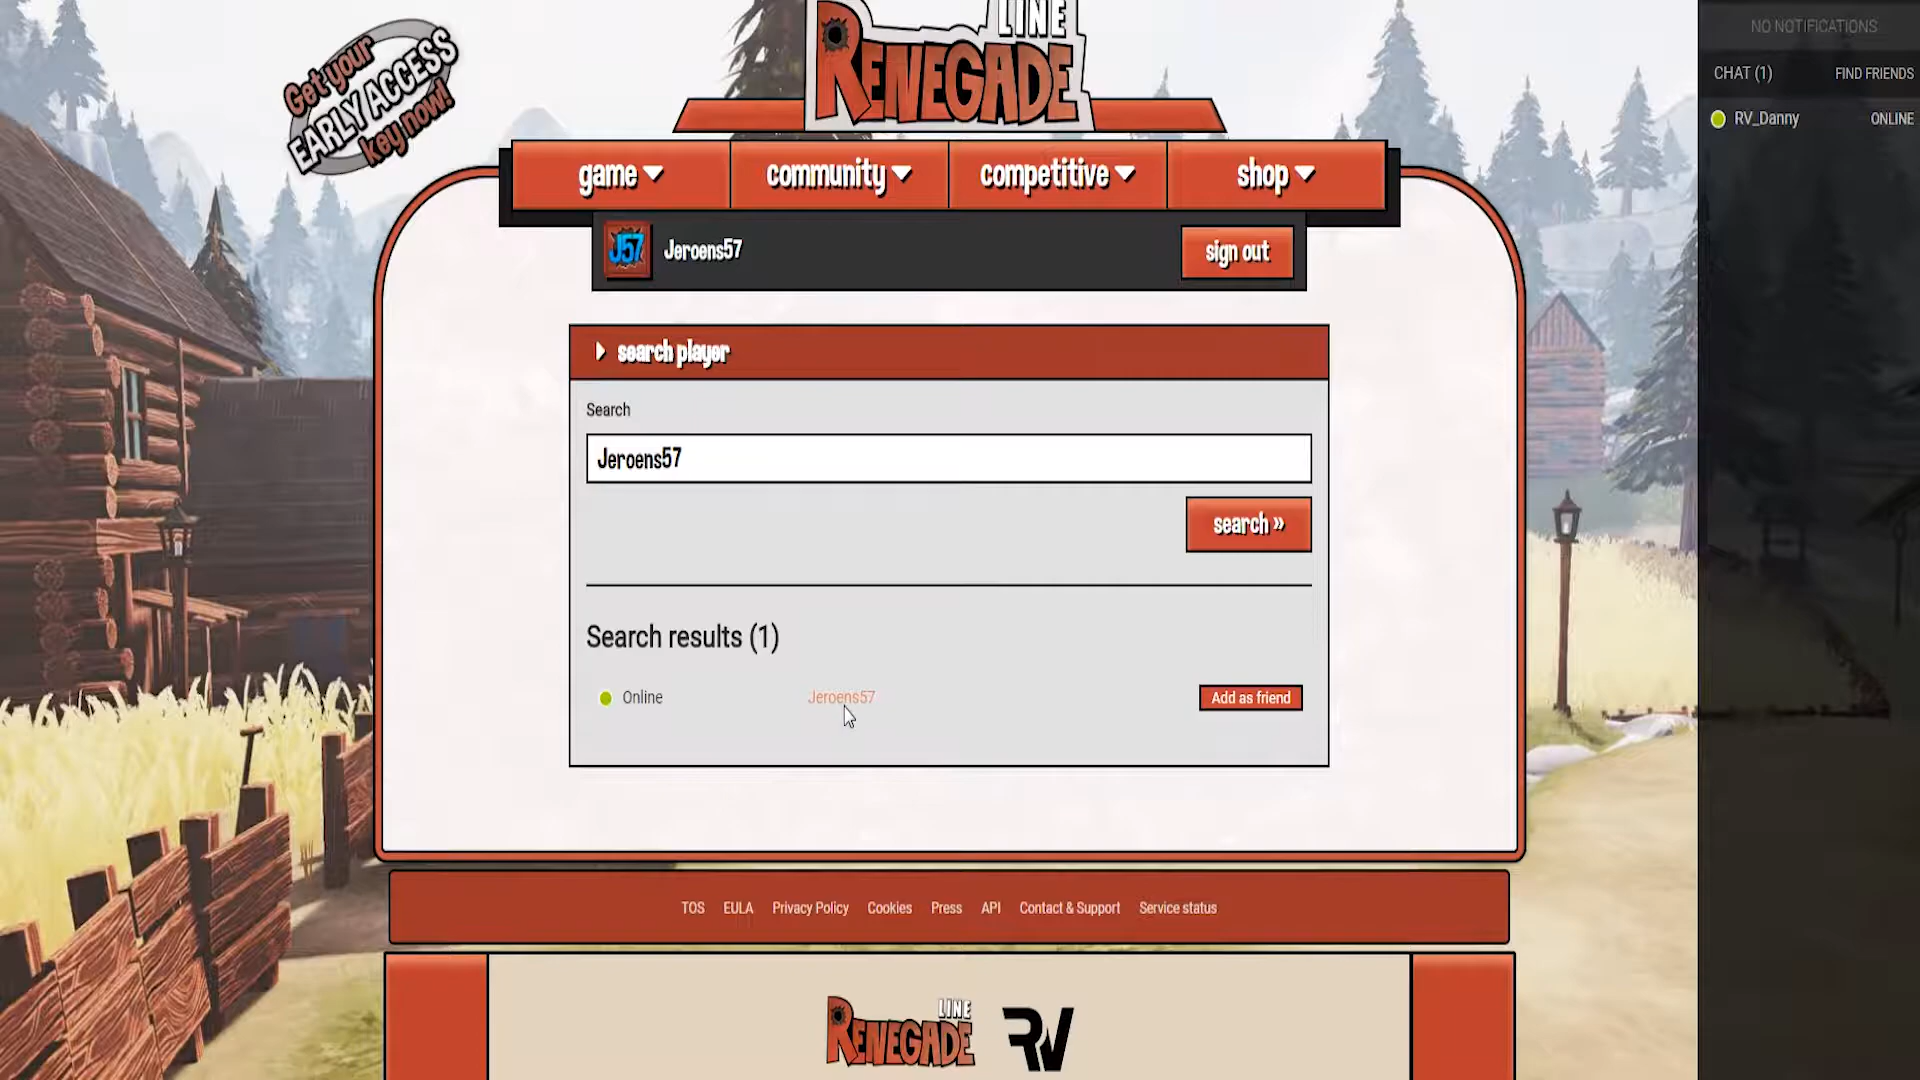 Get your
EARLY ACCESS
key now!
LINE
RENEGADE
NO NOTIFICATIONS
CHAT (1)
FIND FRIENDS
RV_Danny
ONLINE
game
community
competitive
shop
J57
Jeroens57
sign out
search player
Search
Jeroens57
search »
Search results (1)
Online
Jeroens57
Add as friend
TOS
EULA
Privacy Policy
Cookies
Press
API
Contact & Support
Service status
LINE
RENEGADE
RV